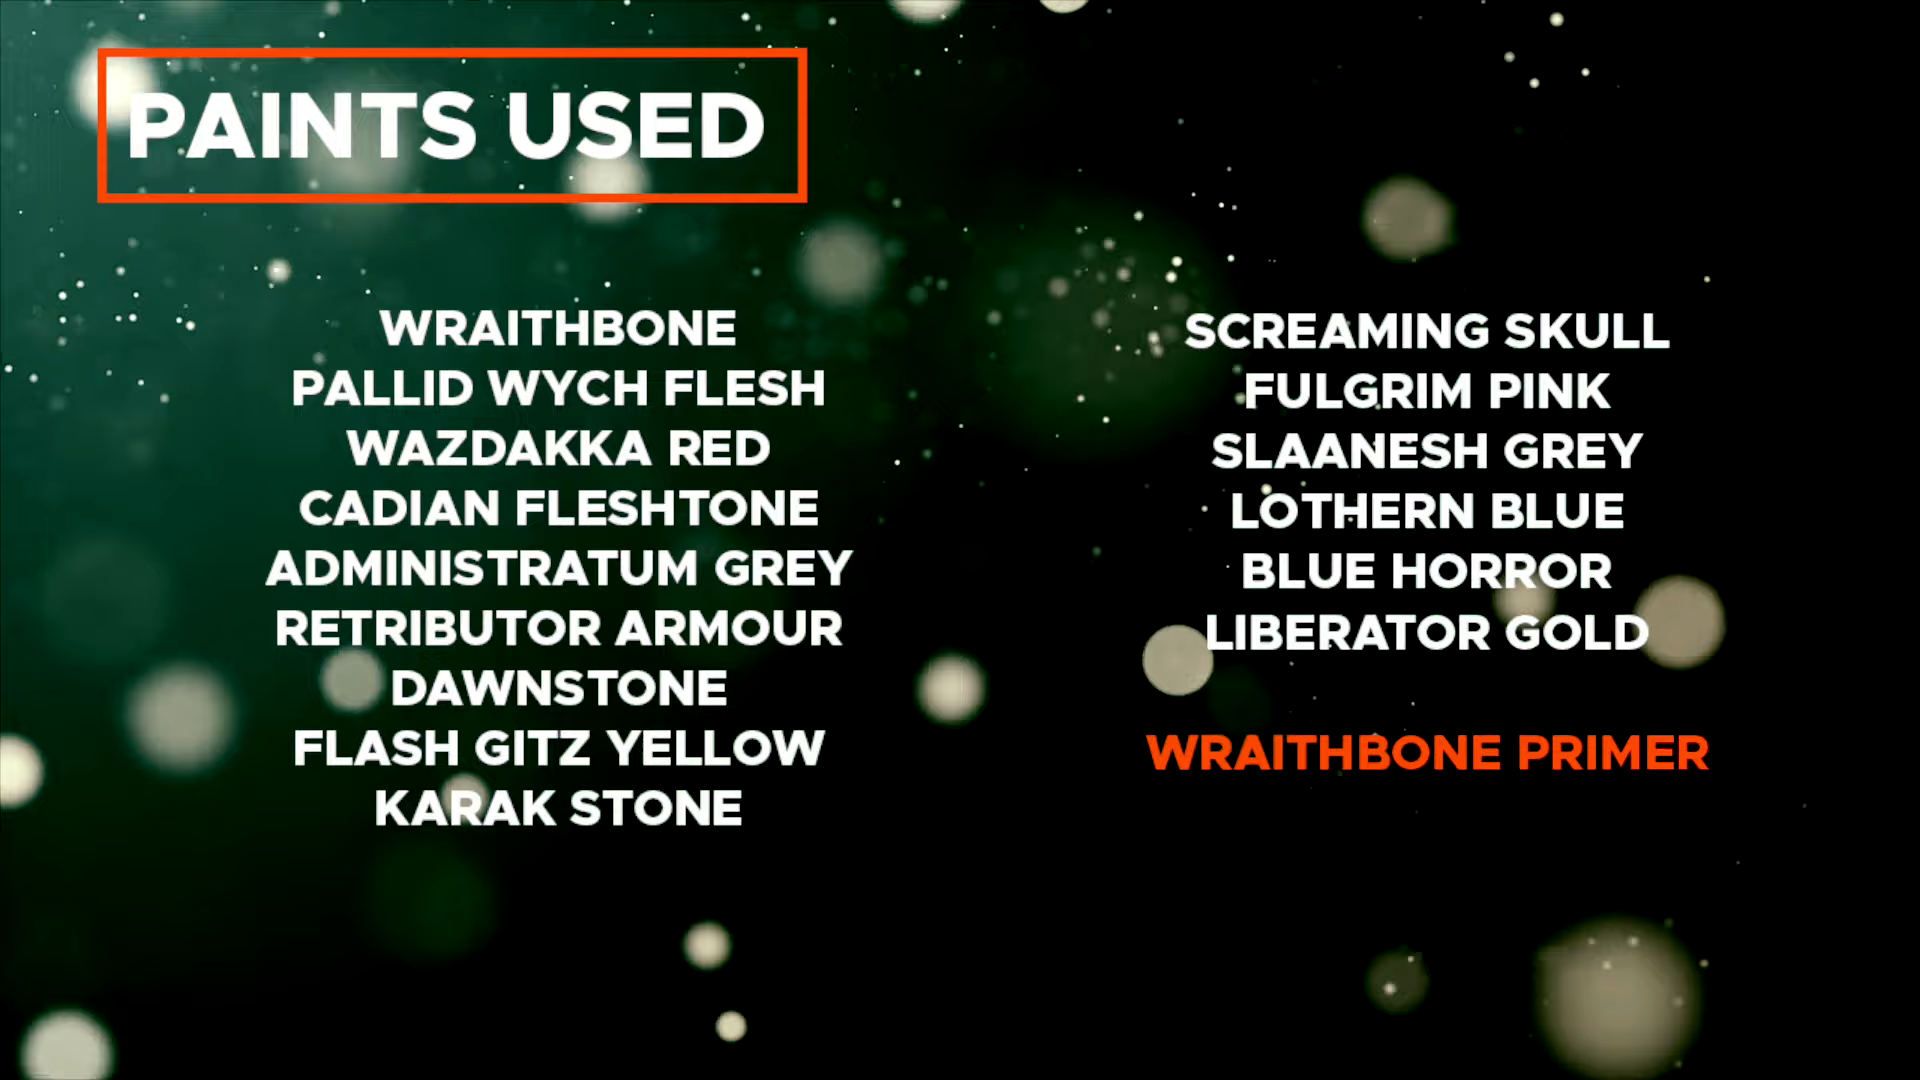 PAINTS USED
WRAITHBONE
PALLID WYCH FLESH
WAZDAKKA RED
CADIAN FLESHTONE
ADMINISTRATUM GREY
RETRIBUTOR ARMOUR
DAWNSTONE
FLASH GITZ YELLOW
KARAK STONE
SCREAMING SKULL
FULGRIM PINK
SLAANESH GREY
LOTHERN BLUE
BLUE HORROR
LIBERATOR GOLD
WRAITHBONE PRIMER